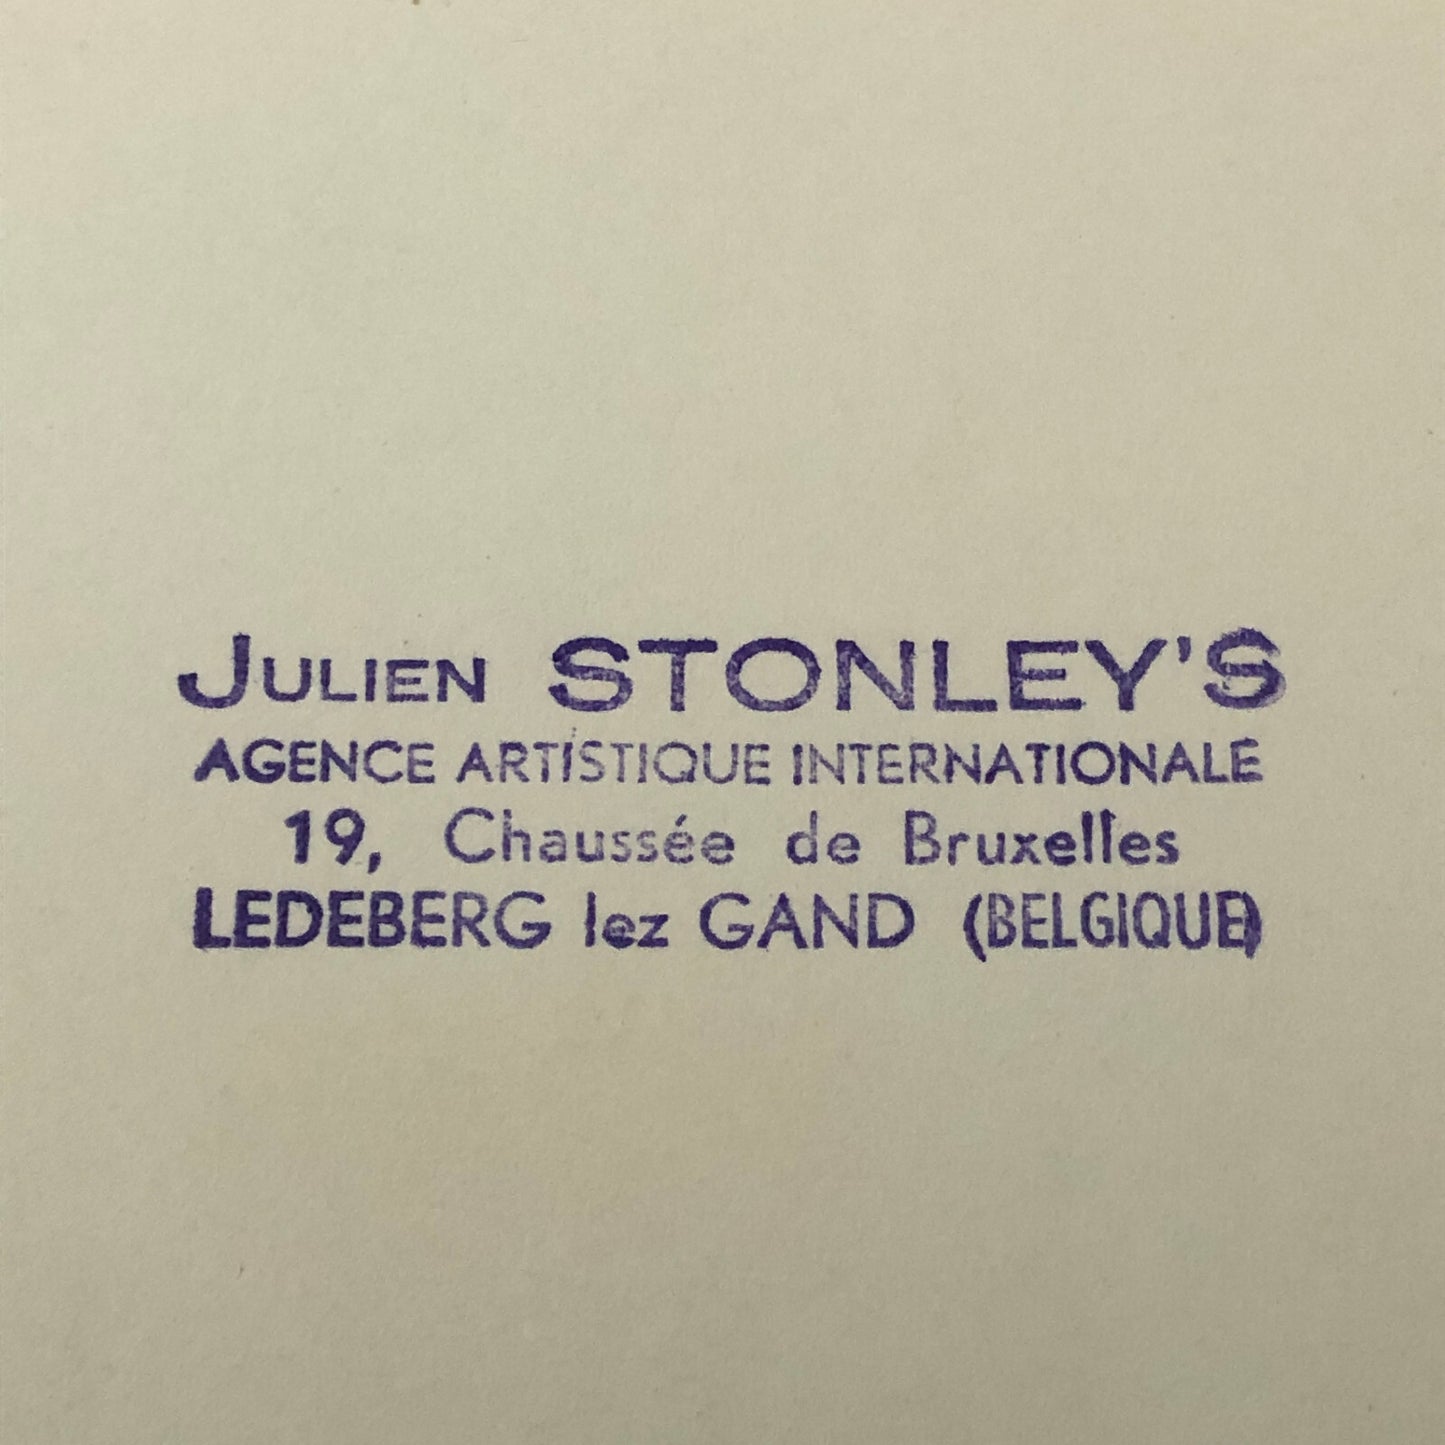 JULIEN STONLEY'S
AGENCE ARTISTIQUE INTERNATIONALE
19, Chaussée de Bruxelles
LEDEBERG lez GAND (BELGIQUE)